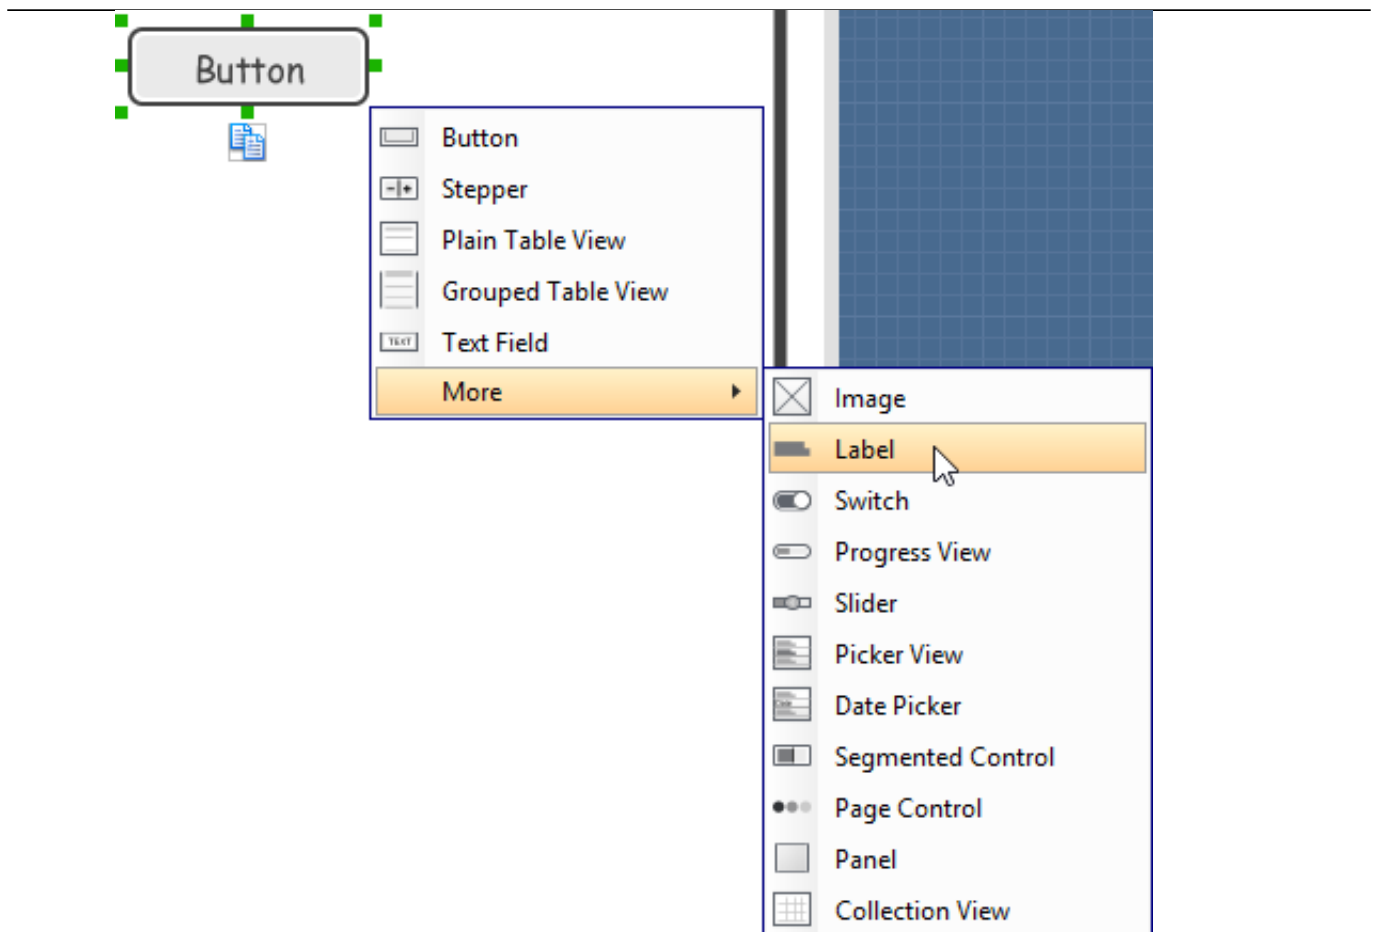 Button
Button
Stepper
Plain Table View
Grouped Table View
TEXT Text Field
More
Image
Label
Switch
Progress View
Slider
Picker View
Date Picker
Segmented Control
Page Control
Panel
Collection View